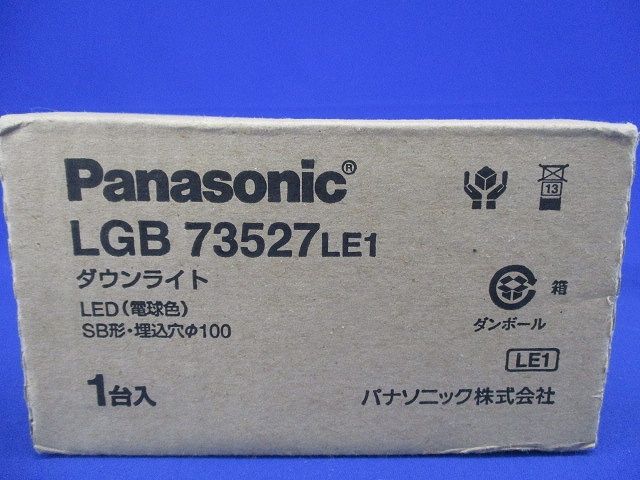 Panasonic®
LGB 73527LE1
ダウンライト
LED(電球色)
SB形・埋込穴φ100
1台入
13
箱
ダンボール
LE1
パナソニック株式会社